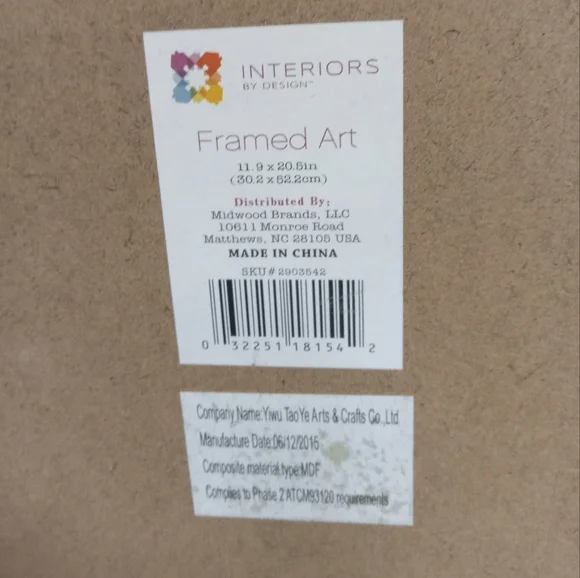 INTERIORS
BY DESIGN™
Framed Art
11.9 x 20.5in
(30.2 x 52.2cm)
Distributed By:
Midwood Brands, LLC
10611 Monroe Road
Matthews, NC 28105 USA
MADE IN CHINA
SKU # 2903542
0 32251 18154 2
Company Name:Yiwu TaoYe Arts & Crafts Co.,Ltd
Manufacture Date:06/12/2015
Composite material type:MDF
Complies to Phase 2 ATCM93120 requirements